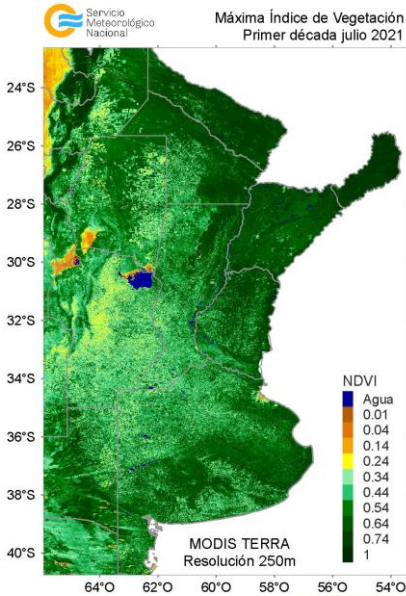 Servicio
Meteorológico
Nacional
Máxima Índice de Vegetación
Primer década julio 2021
24°S
26°S
28°S
30°S
32°S
34°S
36°S
38°S
40°S
NDVI
Agua
0.01
0.04
0.14
0.24
0.34
0.44
0.54
0.64
0.74
1
MODIS TERRA
Resolución 250m
64°O
62°O
60°O
58°O
56°O
54°O